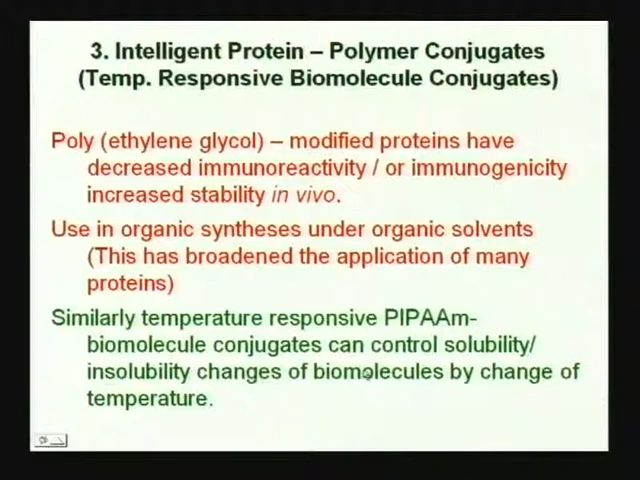 3. Intelligent Protein – Polymer Conjugates
(Temp. Responsive Biomolecule Conjugates)
Poly (ethylene glycol) – modified proteins have
decreased immunoreactivity / or immunogenicity
increased stability in vivo.
Use in organic syntheses under organic solvents
(This has broadened the application of many
proteins)
Similarly temperature responsive PIPAAm-
biomolecule conjugates can control solubility/
insolubility changes of biomolecules by change of
temperature.